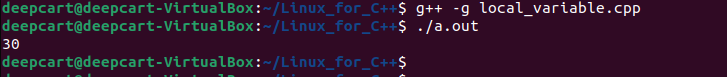 deepcart@deepcart-VirtualBox:~/Linux_for_C++$ g++ -g local_variable.cpp
deepcart@deepcart-VirtualBox:~/Linux_for_C++$ ./a.out
30
deepcart@deepcart-VirtualBox:~/Linux_for_C++$
deepcart@deepcart-VirtualBox:~/Linux_for_C++$